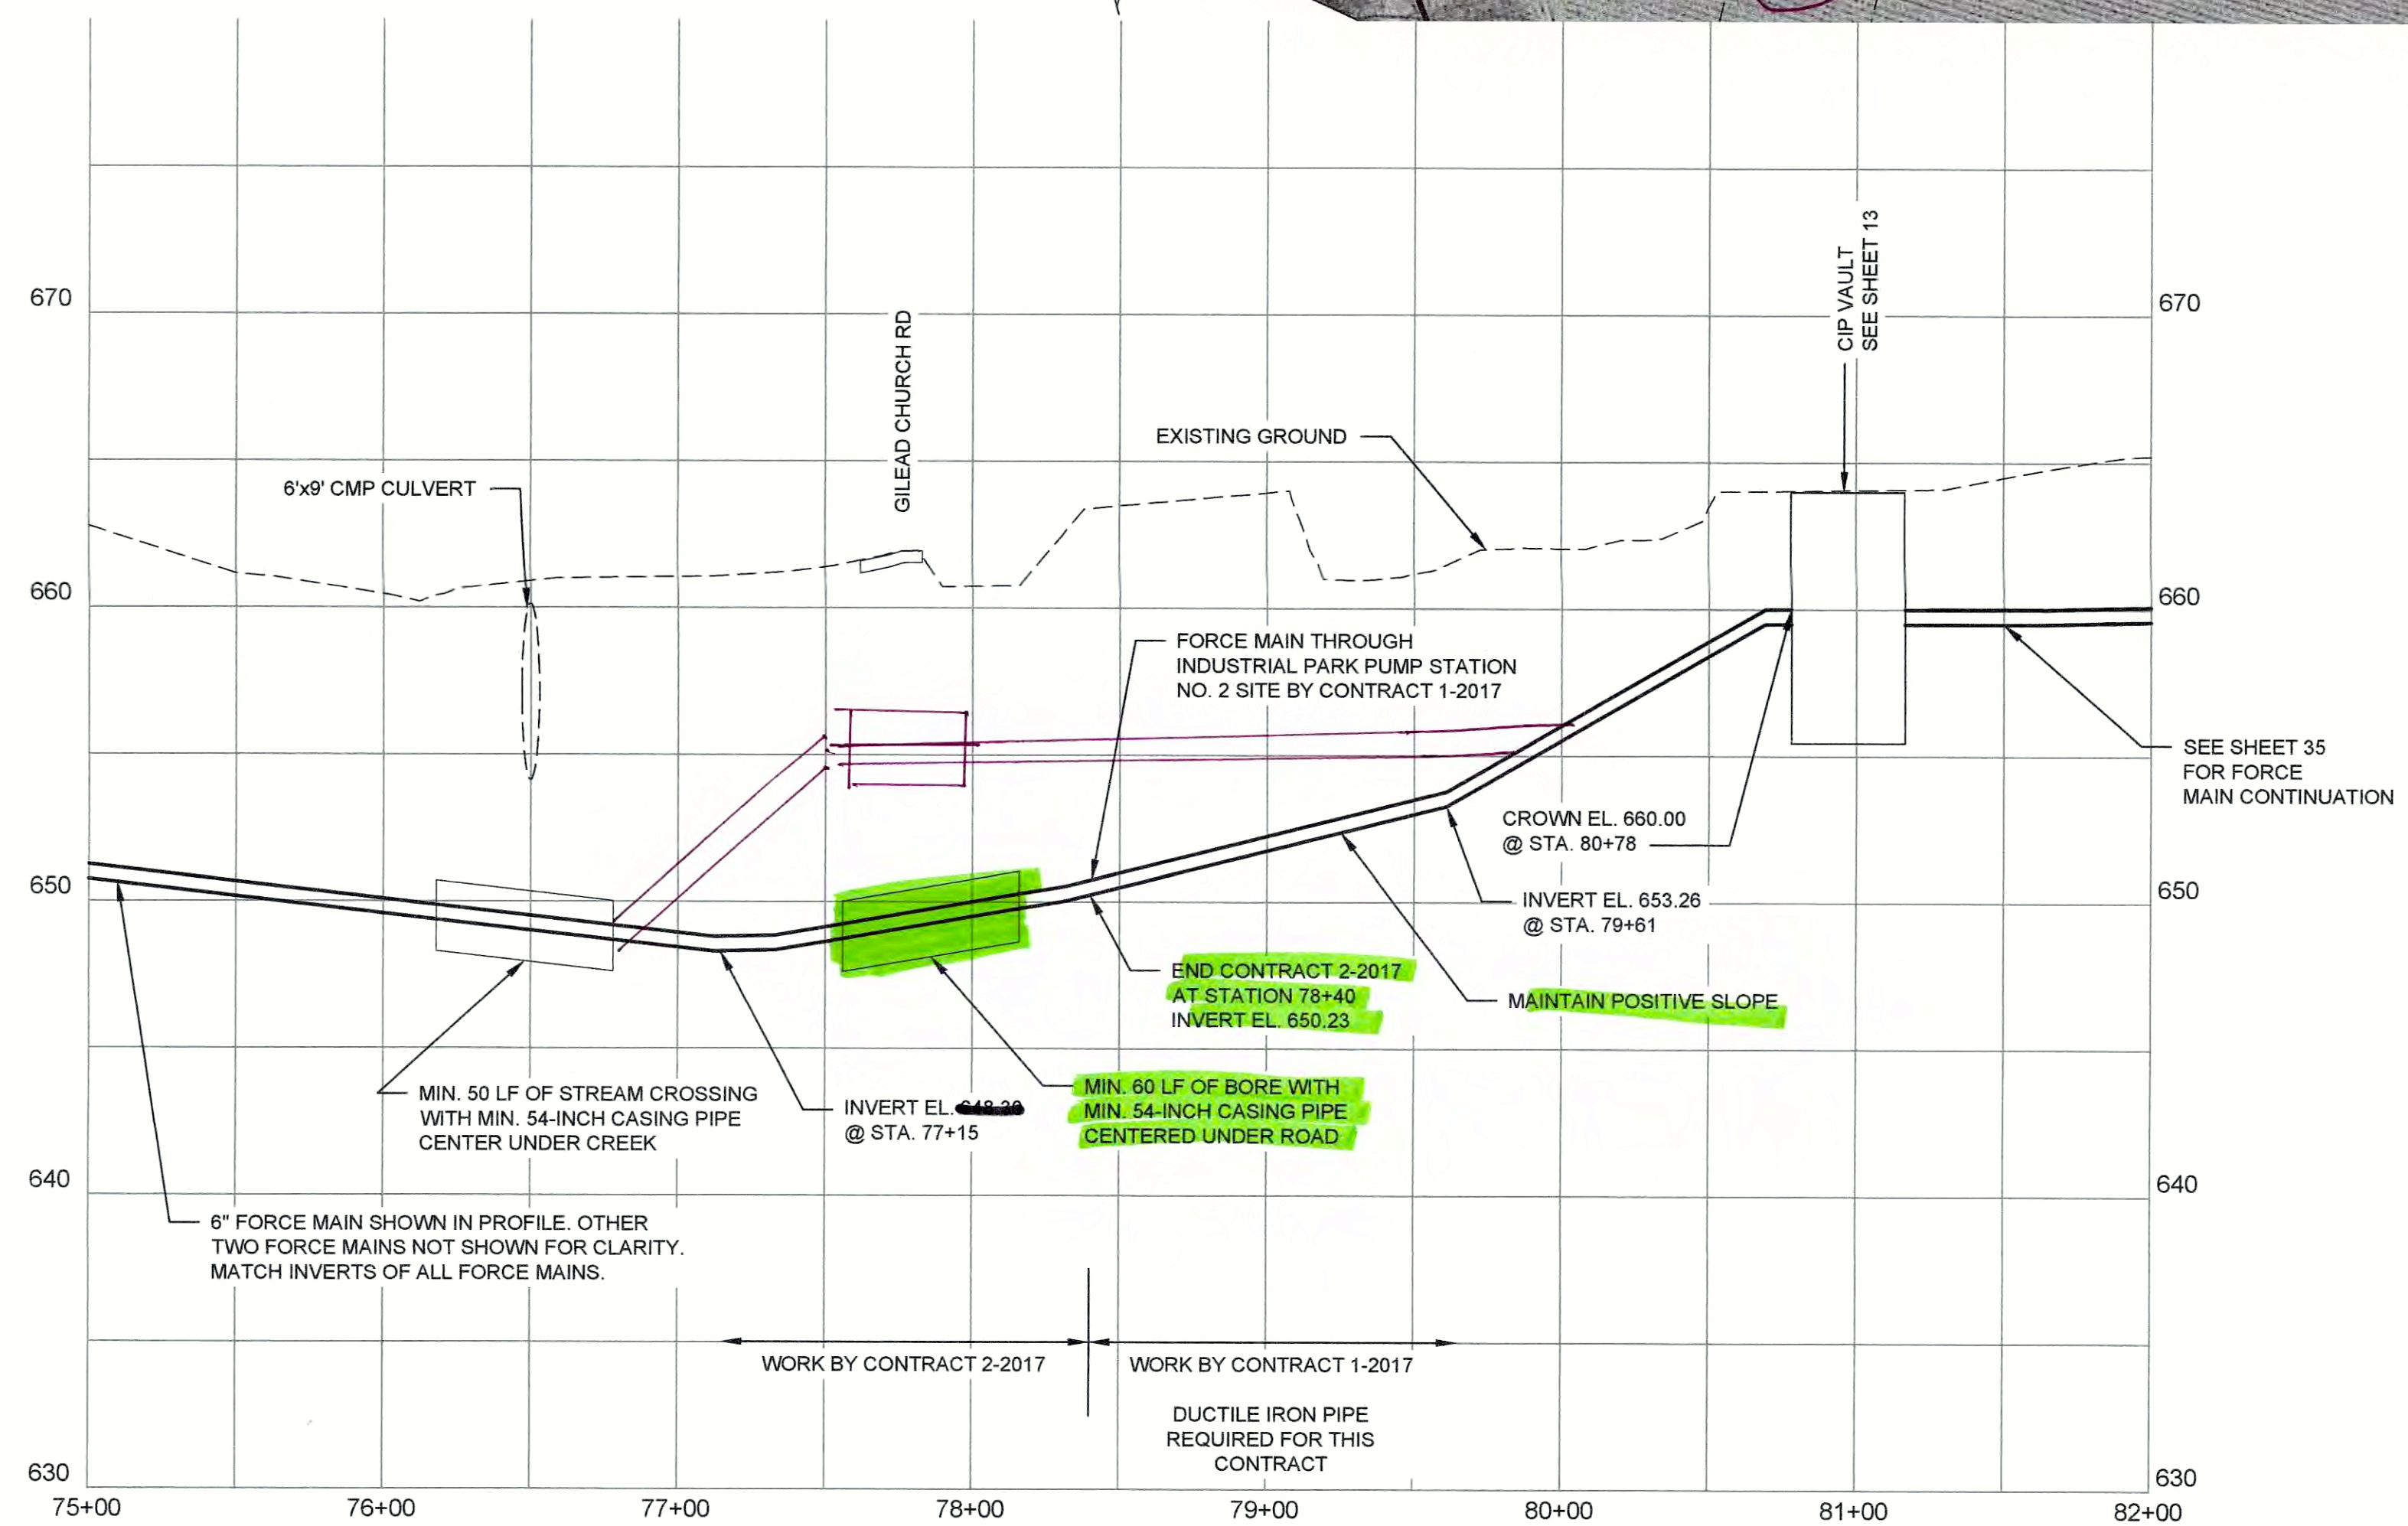 CIP VAULT
SEE SHEET 13
670
670
GILEAD CHURCH RD
EXISTING GROUND
6'x9' CMP CULVERT
660
660
FORCE MAIN THROUGH
INDUSTRIAL PARK PUMP STATION
NO. 2 SITE BY CONTRACT 1-2017
SEE SHEET 35
FOR FORCE
MAIN CONTINUATION
CROWN EL. 660.00
@ STA. 80+78
650
650
INVERT EL. 653.26
@ STA. 79+61
END CONTRACT 2-2017
AT STATION 78+40
INVERT EL. 650.23
MAINTAIN POSITIVE SLOPE
MIN. 50 LF OF STREAM CROSSING
WITH MIN. 54-INCH CASING PIPE
CENTER UNDER CREEK
INVERT EL.
@ STA. 77+15
MIN. 60 LF OF BORE WITH
MIN. 54-INCH CASING PIPE
CENTERED UNDER ROAD
640
640
6" FORCE MAIN SHOWN IN PROFILE. OTHER
TWO FORCE MAINS NOT SHOWN FOR CLARITY.
MATCH INVERTS OF ALL FORCE MAINS.
WORK BY CONTRACT 2-2017
WORK BY CONTRACT 1-2017
DUCTILE IRON PIPE
REQUIRED FOR THIS
CONTRACT
630
630
75+00
76+00
77+00
78+00
79+00
80+00
81+00
82+00